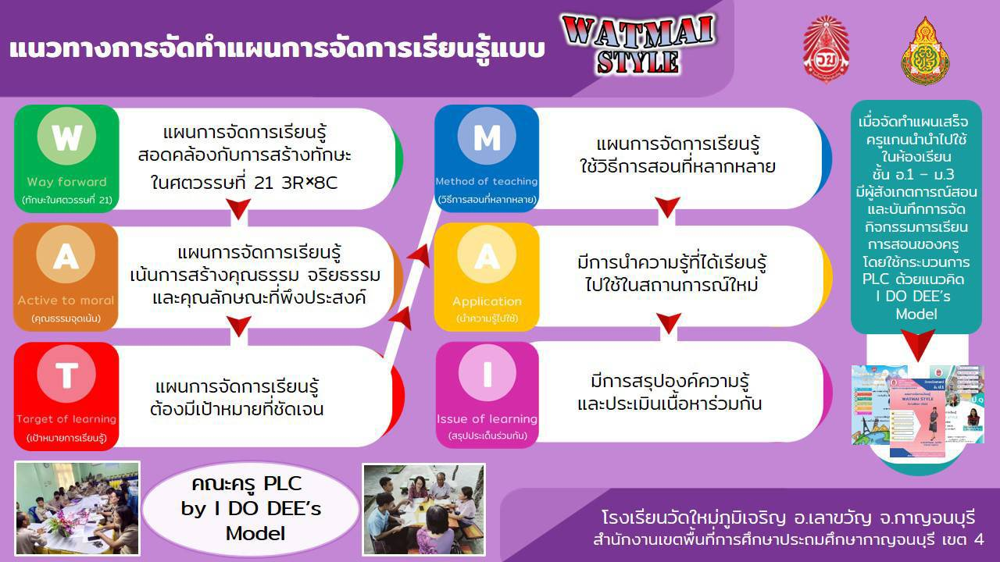 แนวทางการจัดทำแผนการจัดการเรียนรู้แบบ
WATMAI
STYLE
W
Way forward
(ทักษะในศตวรรษที่ 21)
แผนการจัดการเรียนรู้
สอดคล้องกับการสร้างทักษะ
ในศตวรรษที่ 21 3R×8C
A
Active to moral
(คุณธรรมจุดเน้น)
แผนการจัดการเรียนรู้
เน้นการสร้างคุณธรรม จริยธรรม
และคุณลักษณะที่พึงประสงค์
T
Target of learning
(เป้าหมายการเรียนรู้)
แผนการจัดการเรียนรู้
ต้องมีเป้าหมายที่ชัดเจน
M
Method of teaching
(วิธีการสอนที่หลากหลาย)
แผนการจัดการเรียนรู้
ใช้วิธีการสอนที่หลากหลาย
A
Application
(นำความรู้ไปใช้)
มีการนำความรู้ที่ได้เรียนรู้
ไปใช้ในสถานการณ์ใหม่
I
Issue of learning
(สรุปประเด็นร่วมกัน)
มีการสรุปองค์ความรู้
และประเมินเนื้อหาร่วมกัน
เมื่อจัดทำแผนเสร็จ
ครูแกนนำนำไปใช้
ในห้องเรียน
ชั้น อ.1 – ม.3
มีผู้สังเกตการณ์สอน
และบันทึกการจัด
กิจกรรมการเรียน
การสอนของครู
โดยใช้กระบวนการ
PLC ด้วยแนวคิด
I DO DEE’s
Model
WATMAI STYLE
คณะครู PLC
by I DO DEE’s
Model
โรงเรียนวัดใหม่ภูมิเจริญ อ.เลาขวัญ จ.กาญจนบุรี
สำนักงานเขตพื้นที่การศึกษาประถมศึกษากาญจนบุรี เขต 4